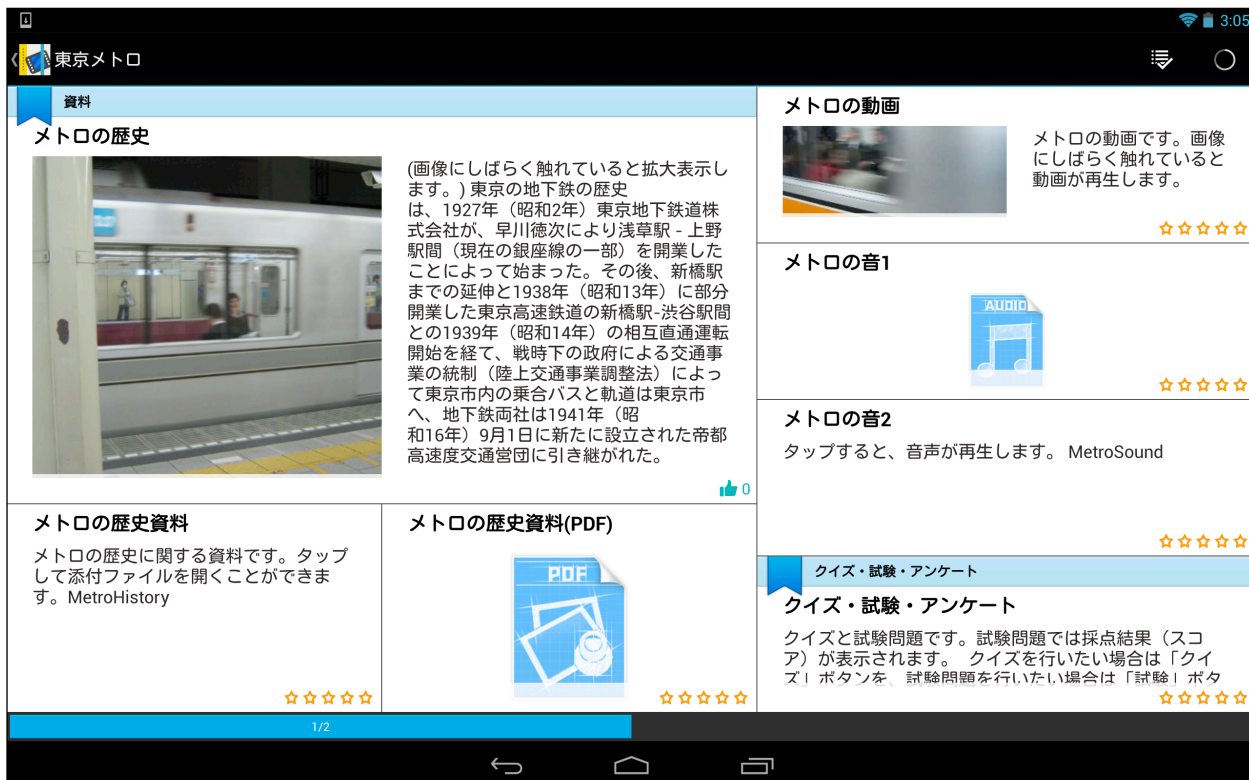 3:05
東京メトロ
資料
メトロの歴史
(画像にしばらく触れていると拡大表示し
ます。) 東京の地下鉄の歴史
は、1927年（昭和2年）東京地下鉄道株
式会社が、早川徳次により浅草駅 - 上野
駅間（現在の銀座線の一部）を開業した
ことによって始まった。その後、新橋駅
までの延伸と1938年（昭和13年）に部分
開業した東京高速鉄道の新橋駅-渋谷駅間
との1939年（昭和14年）の相互直通運転
開始を経て、戦時下の政府による交通事
業の統制（陸上交通事業調整法）によっ
て東京市内の乗合バスと軌道は東京市
へ、地下鉄両社は1941年（昭
和16年）9月1日に新たに設立された帝都
高速度交通営団に引き継がれた。
0
メトロの歴史資料
メトロの歴史に関する資料です。タップ
して添付ファイルを開くことができま
す。MetroHistory
メトロの歴史資料(PDF)
PDF
メトロの動画
メトロの動画です。画像
にしばらく触れていると
動画が再生します。
メトロの音1
AUDIO
メトロの音2
タップすると、音声が再生します。 MetroSound
クイズ・試験・アンケート
クイズ・試験・アンケート
クイズと試験問題です。試験問題では採点結果（スコ
ア）が表示されます。 クイズを行いたい場合は「クイ
ズ」ボタンを、試験問題を行いたい場合は「試験」ボタ
1/2